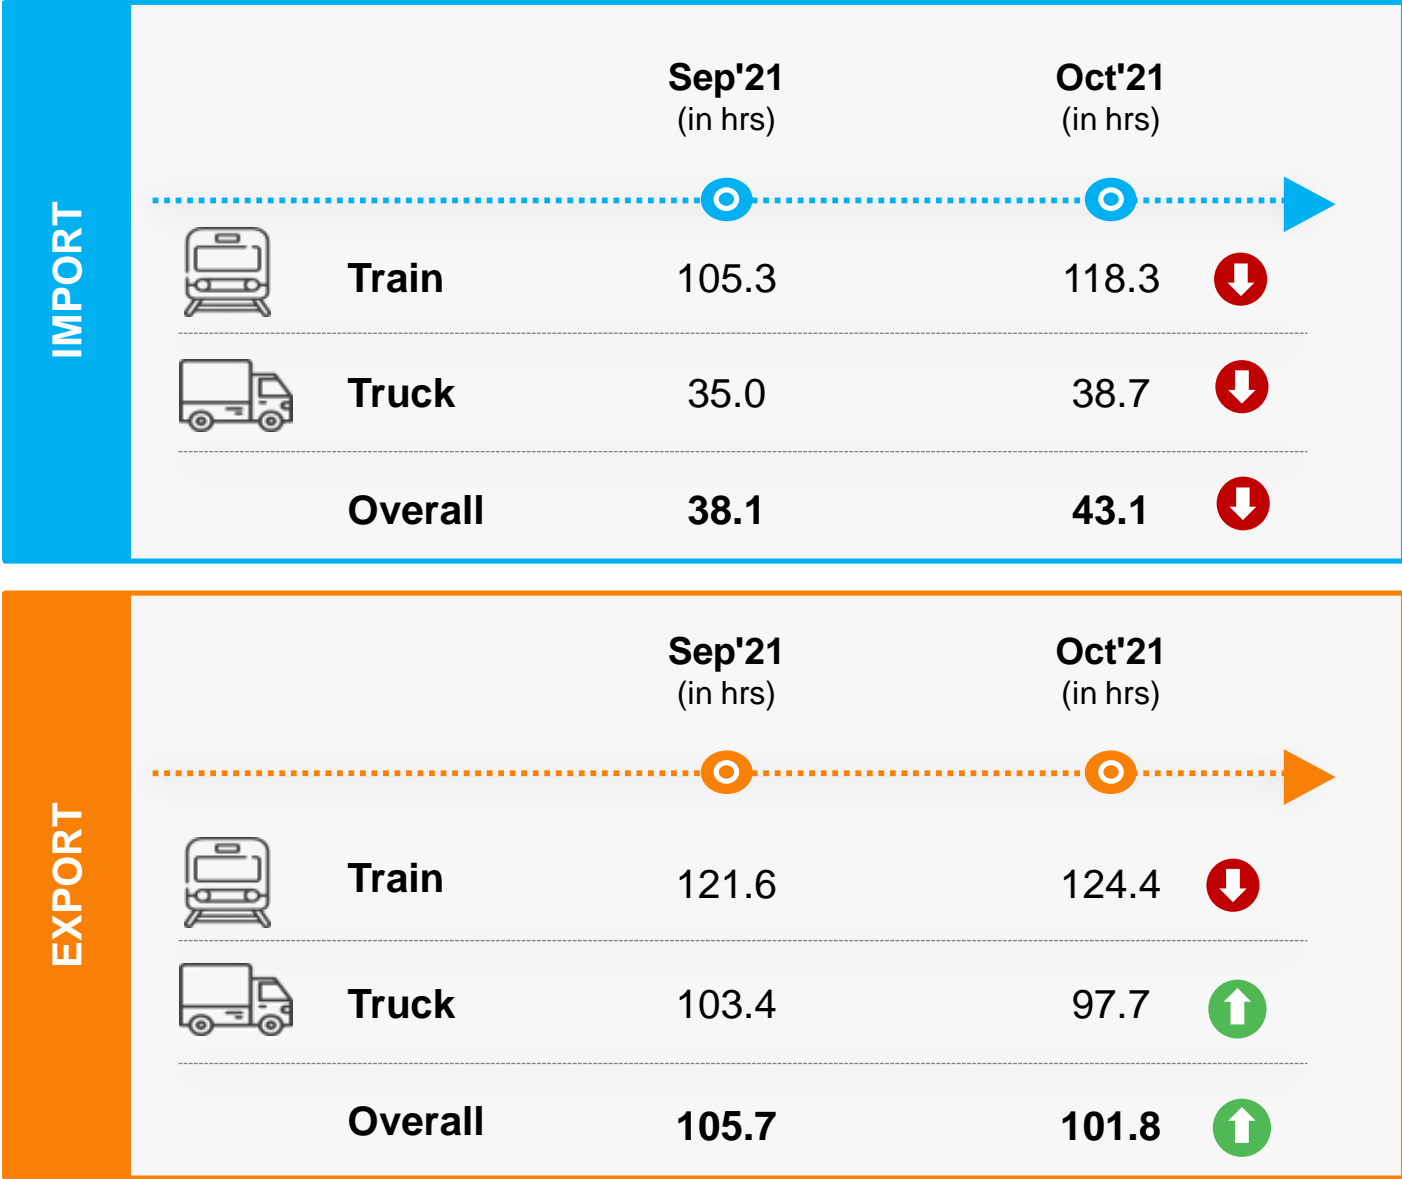 IMPORT
Sep'21 Oct'21
(in hrs) (in hrs)
Train 105.3 118.3
Truck 35.0 38.7
Overall 38.1 43.1
EXPORT
Sep'21 Oct'21
(in hrs) (in hrs)
Train 121.6 124.4
Truck 103.4 97.7
Overall 105.7 101.8